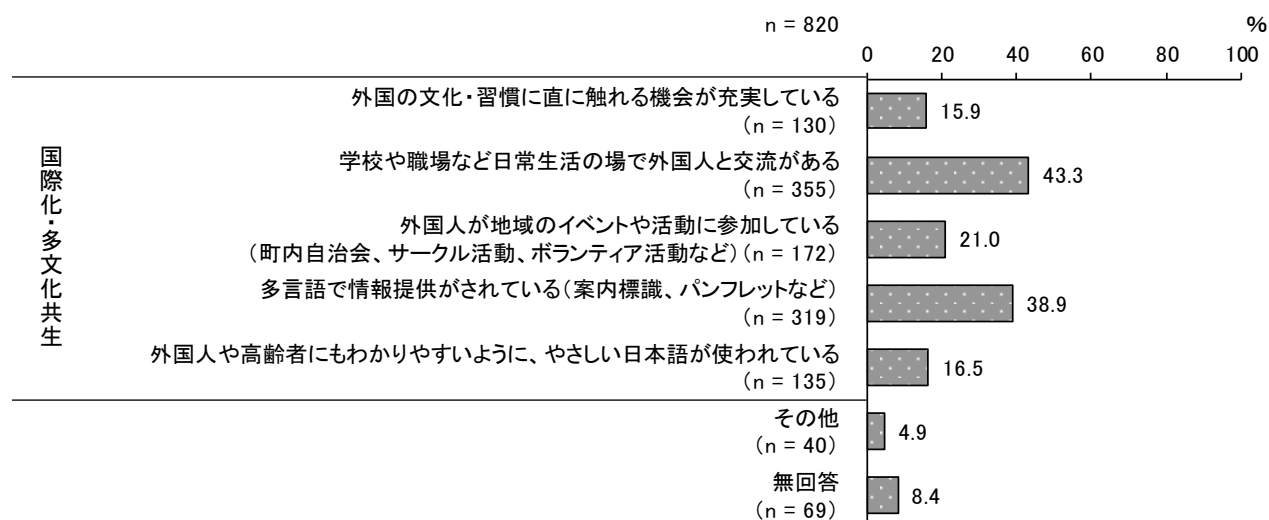 n = 820
%
0 20 40 60 80 100
国際化・多文化共生
外国の文化・習慣に直に触れる機会が充実している
(n = 130)
15.9
学校や職場など日常生活の場で外国人と交流がある
(n = 355)
43.3
外国人が地域のイベントや活動に参加している
(町内自治会、サークル活動、ボランティア活動など)(n = 172)
21.0
多言語で情報提供がされている(案内標識、パンフレットなど)
(n = 319)
38.9
外国人や高齢者にもわかりやすいように、やさしい日本語が使われている
(n = 135)
16.5
その他
(n = 40)
4.9
無回答
(n = 69)
8.4